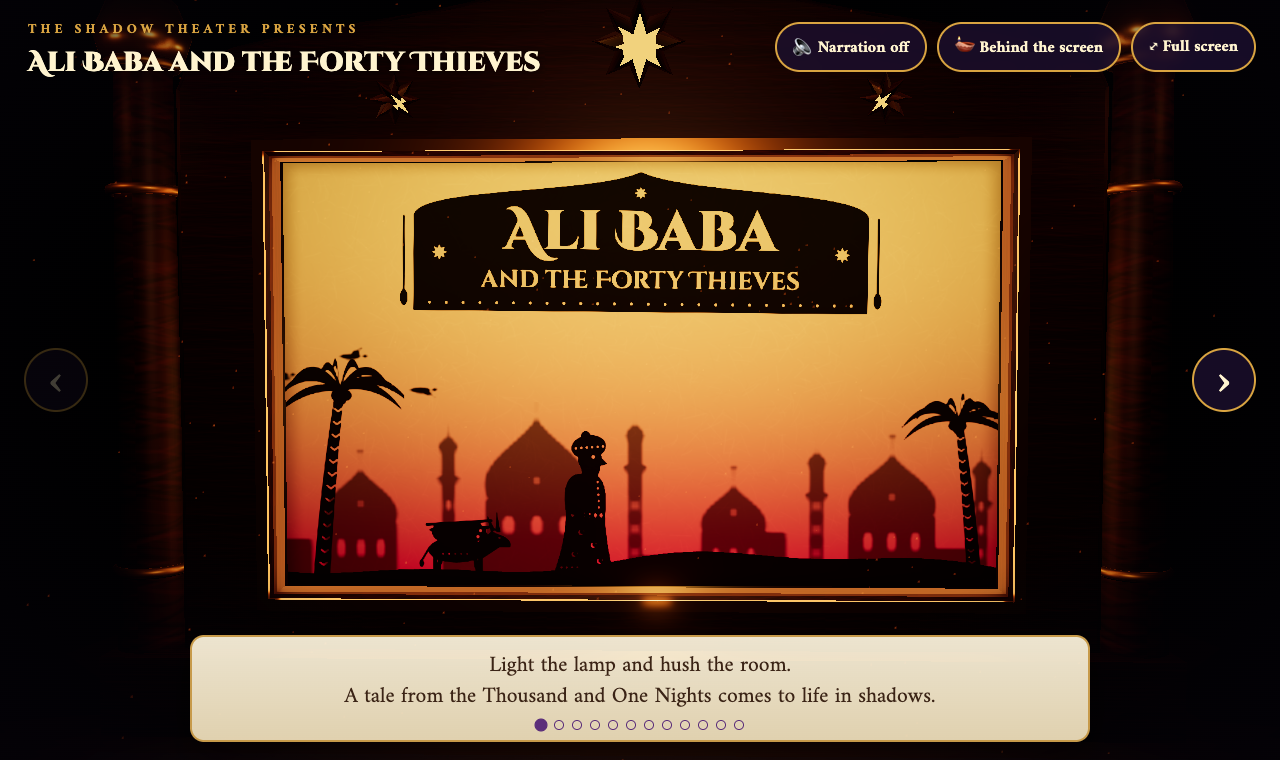 THE SHADOW THEATER PRESENTS
ALI BABA AND THE FORTY THIEVES
Narration off
Behind the screen
Full screen
ALI BABA
AND THE FORTY THIEVES
Light the lamp and hush the room.
A tale from the Thousand and One Nights comes to life in shadows.